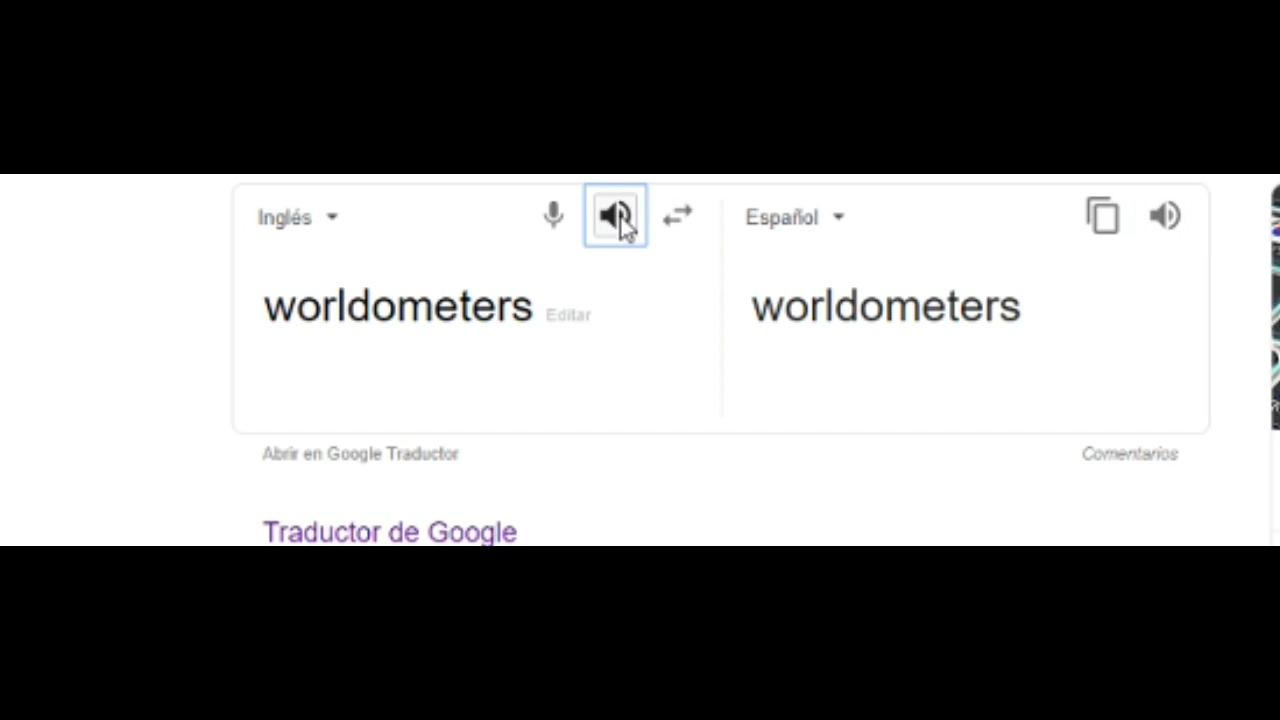 Inglés
Español
worldometers Editar
worldometers
Abrir en Google Traductor
Comentarios
Traductor de Google